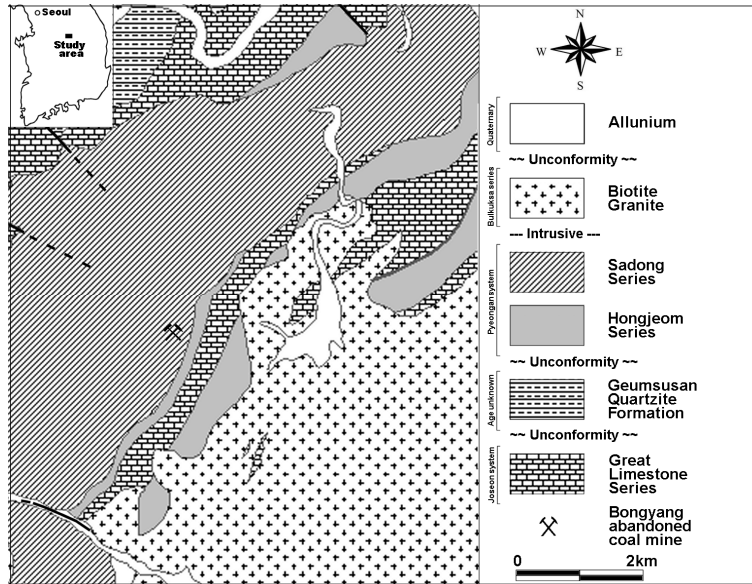 Seoul
Study
area
N
W
E
S
Quaternary
Allunium
~~ Unconformity ~~
Bulkuksa series
Biotite
Granite
--- Intrusive ---
Pyeongan system
Sadong
Series
Hongjeom
Series
~~ Unconformity ~~
Age unknown
Geumsusan
Quartzite
Formation
~~ Unconformity ~~
Joseon system
Great
Limestone
Series
Bongyang
abandoned
coal mine
0 2km